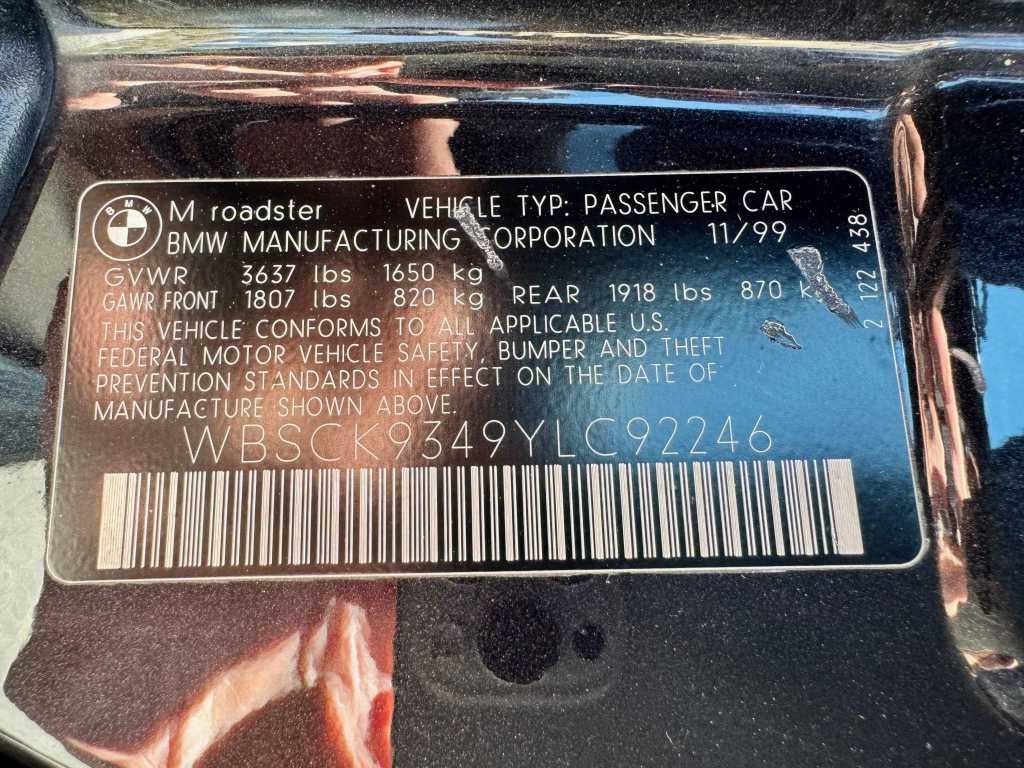 BMW
M roadster VEHICLE TYP: PASSENGER CAR
BMW MANUFACTURING CORPORATION 11/99
GVWR 3637 lbs 1650 kg
GAWR FRONT 1807 lbs 820 kg REAR 1918 lbs 870 kg
THIS VEHICLE CONFORMS TO ALL APPLICABLE U.S.
FEDERAL MOTOR VEHICLE SAFETY, BUMPER AND THEFT
PREVENTION STANDARDS IN EFFECT ON THE DATE OF
MANUFACTURE SHOWN ABOVE.
WBSCK9349YLC92246
2 122 438